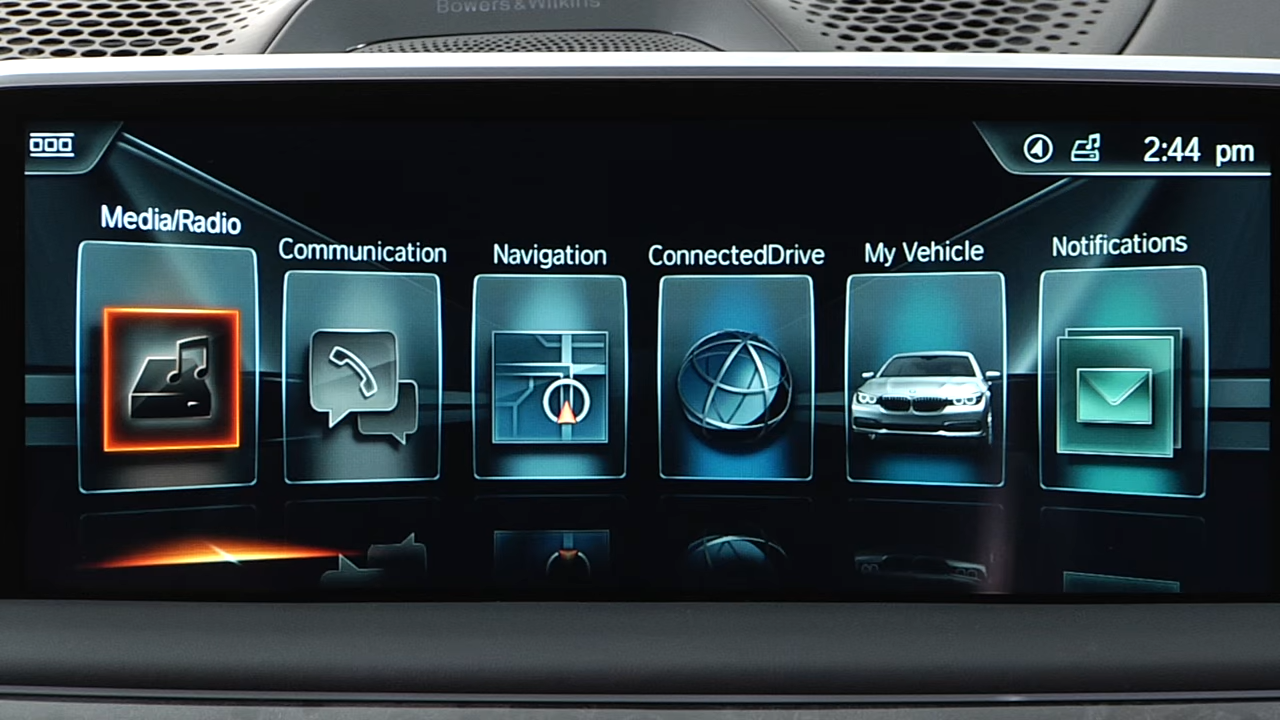 Bowers & Wilkins
2:44 pm
Media/Radio
Communication
Navigation
ConnectedDrive
My Vehicle
Notifications